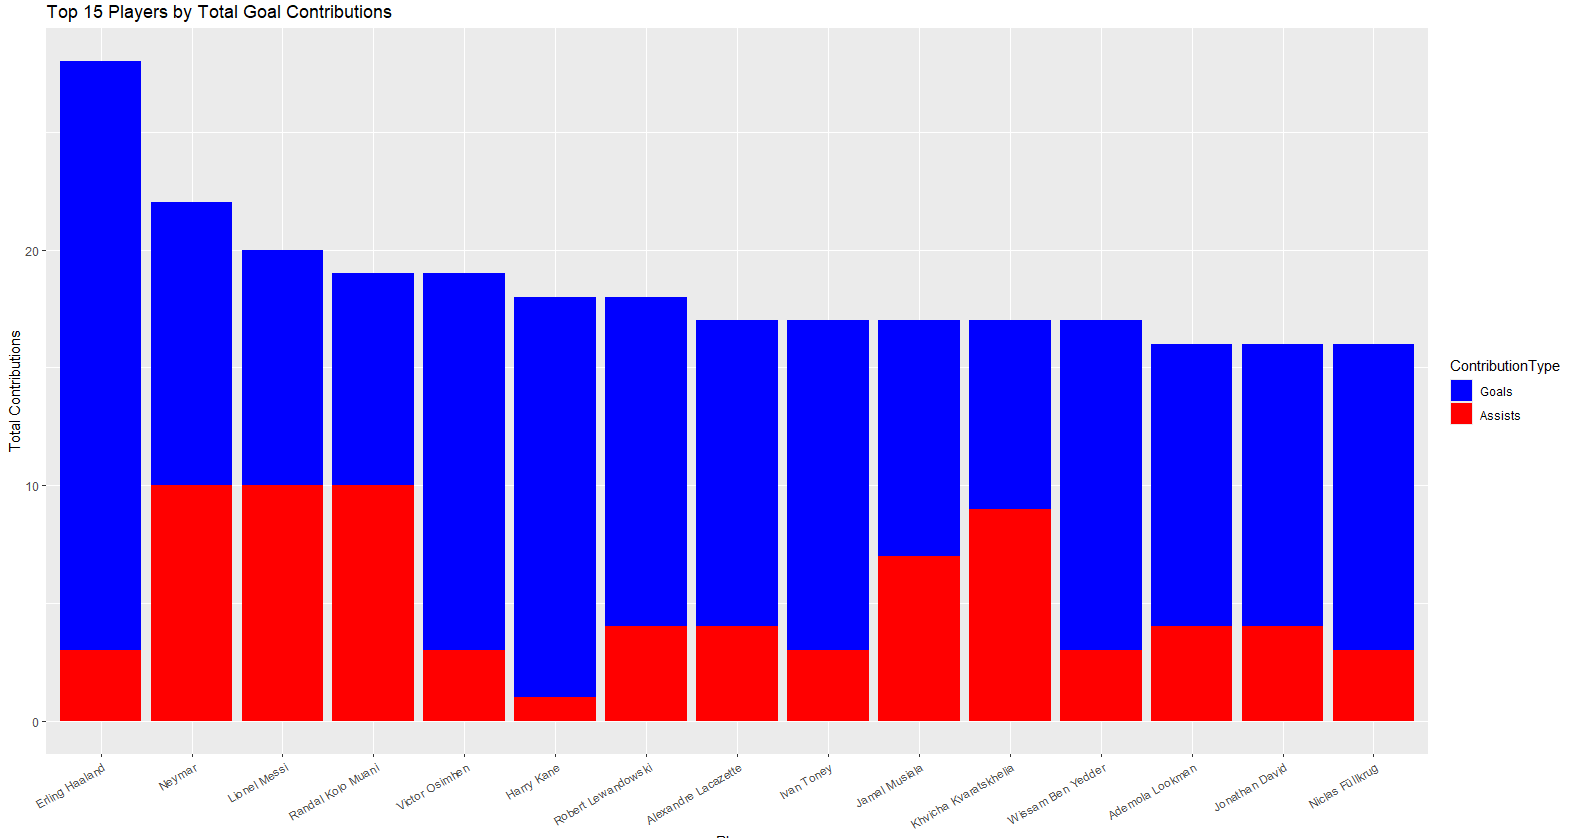 Top 15 Players by Total Goal Contributions
Total Contributions
20
10
0
Erling Haaland
Neymar
Lionel Messi
Randal Kolo Muani
Victor Osimhen
Harry Kane
Robert Lewandowski
Alexandre Lacazette
Ivan Toney
Jamal Musiala
Khvicha Kvaratskhelia
Wissam Ben Yedder
Ademola Lookman
Jonathan David
Niclas Füllkrug
ContributionType
Goals
Assists